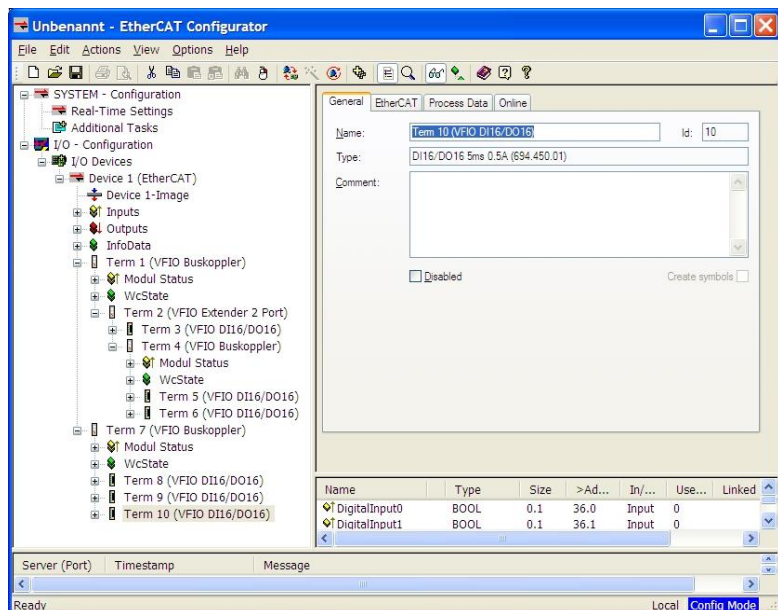 Unbenannt - EtherCAT Configurator
File Edit Actions View Options Help
SYSTEM - Configuration
Real-Time Settings
Additional Tasks
I/O - Configuration
I/O Devices
Device 1 (EtherCAT)
Device 1-Image
Inputs
Outputs
InfoData
Term 1 (VFIO Buskoppler)
Modul Status
WcState
Term 2 (VFIO Extender 2 Port)
Term 3 (VFIO DI16/DO16)
Term 4 (VFIO Buskoppler)
Modul Status
WcState
Term 5 (VFIO DI16/DO16)
Term 6 (VFIO DI16/DO16)
Term 7 (VFIO Buskoppler)
Modul Status
WcState
Term 8 (VFIO DI16/DO16)
Term 9 (VFIO DI16/DO16)
Term 10 (VFIO DI16/DO16)
General EtherCAT Process Data Online
Name: Term 10 (VFIO DI16/DO16) Id: 10
Type: DI16/DO16 5ms 0.5A (694.450.01)
Comment:
Disabled Create symbols
Name Type Size >Ad... In/... Use... Linked
DigitalInput0 BOOL 0.1 36.0 Input 0
DigitalInput1 BOOL 0.1 36.1 Input 0
Server (Port) Timestamp Message
Ready Local Config Mode